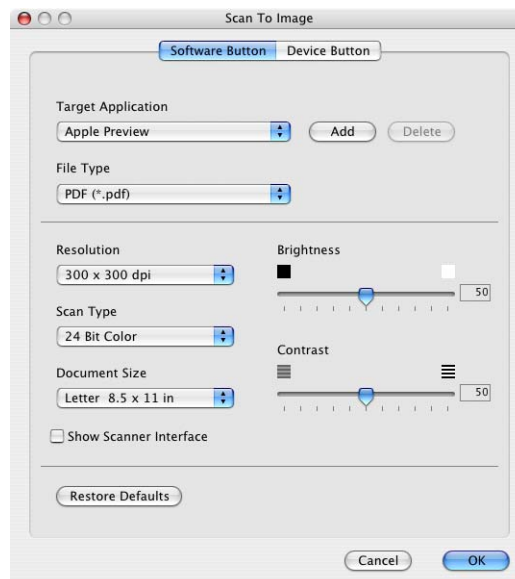 Scan To Image
Software Button Device Button
Target Application
Apple Preview Add Delete
File Type
PDF (*.pdf)
Resolution Brightness
300 x 300 dpi
50
Scan Type
24 Bit Color
Contrast
Document Size
Letter 8.5 x 11 in 50
Show Scanner Interface
Restore Defaults
Cancel OK